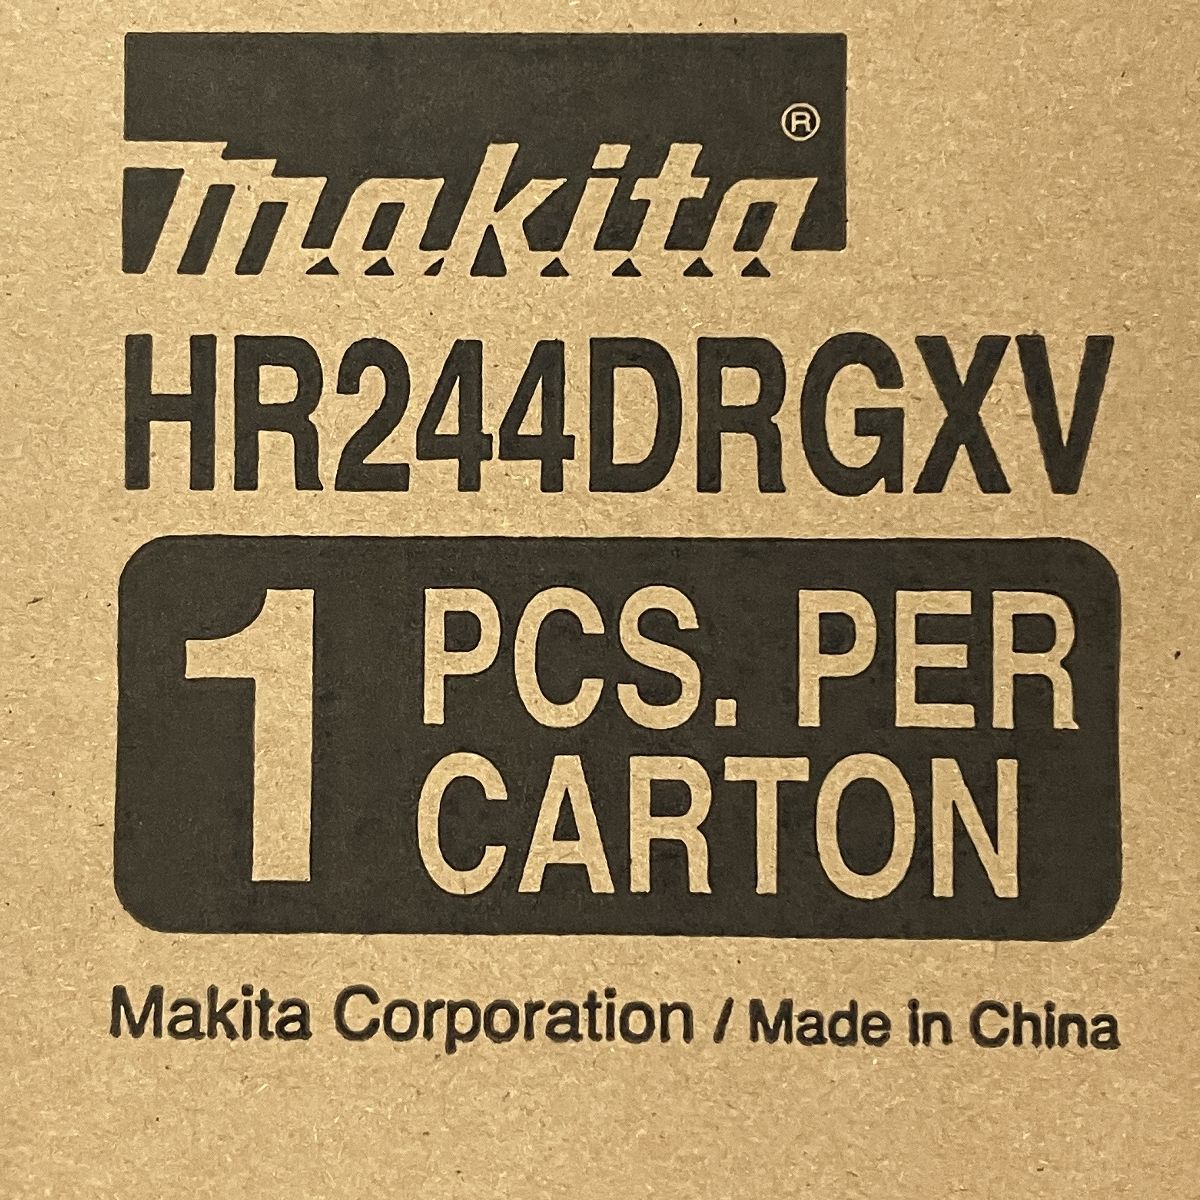 makita®
HR244DRGXV
1 PCS. PER
CARTON
Makita Corporation / Made in China